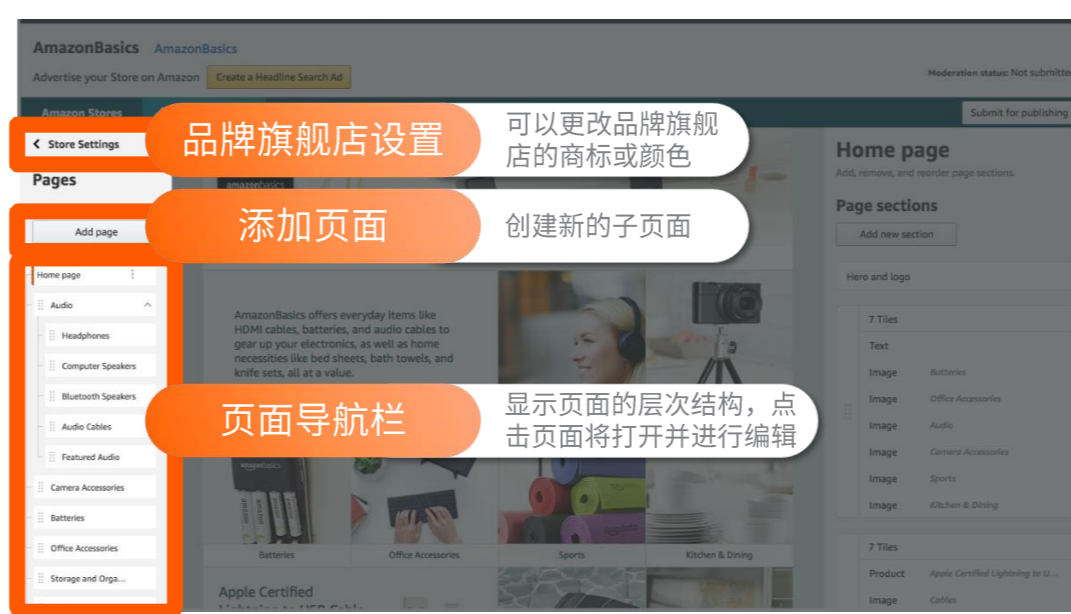 AmazonBasics AmazonBasics
Advertise your Store on Amazon Create a Headline Search Ad
Moderation status: Not submitte
Amazon Stores
Submit for publishing
Store Settings
品牌旗舰店设置
可以更改品牌旗舰
店的商标或颜色
Pages
amazonbasics
Home page
Add, remove, and reorder page sections.
Add page
添加页面
创建新的子页面
Page sections
Add new section
Home page
Hero and logo
Audio
Headphones
Computer Speakers
Bluetooth Speakers
Audio Cables
Featured Audio
Camera Accessories
Batteries
Office Accessories
Storage and Orga...
AmazonBasics offers everyday items like
HDMI cables, batteries, and audio cables to
gear up your electronics, as well as home
necessities like bed sheets, bath towels, and
knife sets, all at a value.
页面导航栏
显示页面的层次结构，点
击页面将打开并进行编辑
Batteries
Office Accessories
Sports
Kitchen & Dining
Apple Certified
Lightning to USB Cable
7 Tiles
Text
Image Batteries
Image Office Accessories
Image Audio
Image Camera Accessories
Image Sports
Image Kitchen & Dining
7 Tiles
Product Apple Certified Lightning to U...
Image Cables